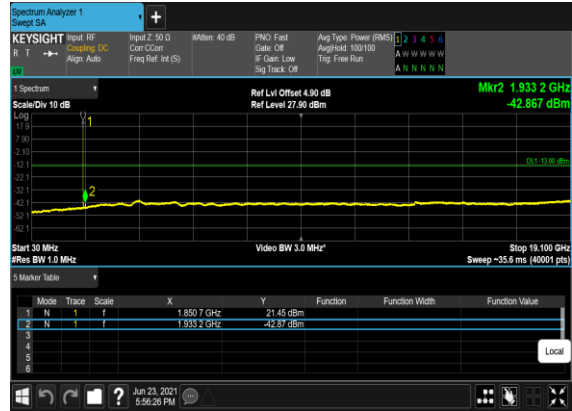 Spectrum Analyzer 1
Swept SA
+
KEYSIGHT Input: RF Input Z: 50 Ω #Atten: 40 dB PNO: Fast Avg Type: Power (RMS) 1 2 3 4 5 6
R T Coupling: DC Corr CCorr Gate: Off Avg|Hold: 100/100 A W W W W W
Align: Auto Freq Ref: Int (S) IF Gain: Low Trig: Free Run
Sig Track: Off A N N N N N
1 Spectrum Ref Lvl Offset 4.90 dB Mkr2 1.933 2 GHz
Scale/Div 10 dB Ref Level 27.90 dBm -42.867 dBm
Log
17.9 1
7.90
-2.10
-12.1 DL1 -13.00 dBm
-22.1
-32.1 2
-42.1
-52.1
-62.1
Start 30 MHz Video BW 3.0 MHz* Stop 19.100 GHz
#Res BW 1.0 MHz Sweep ~35.6 ms (40001 pts)
5 Marker Table
Mode Trace Scale X Y Function Function Width Function Value
1 N 1 f 1.850 7 GHz 21.45 dBm
2 N 1 f 1.933 2 GHz -42.87 dBm
3
4
5
6
Local
? Jun 23, 2021
5:56:26 PM